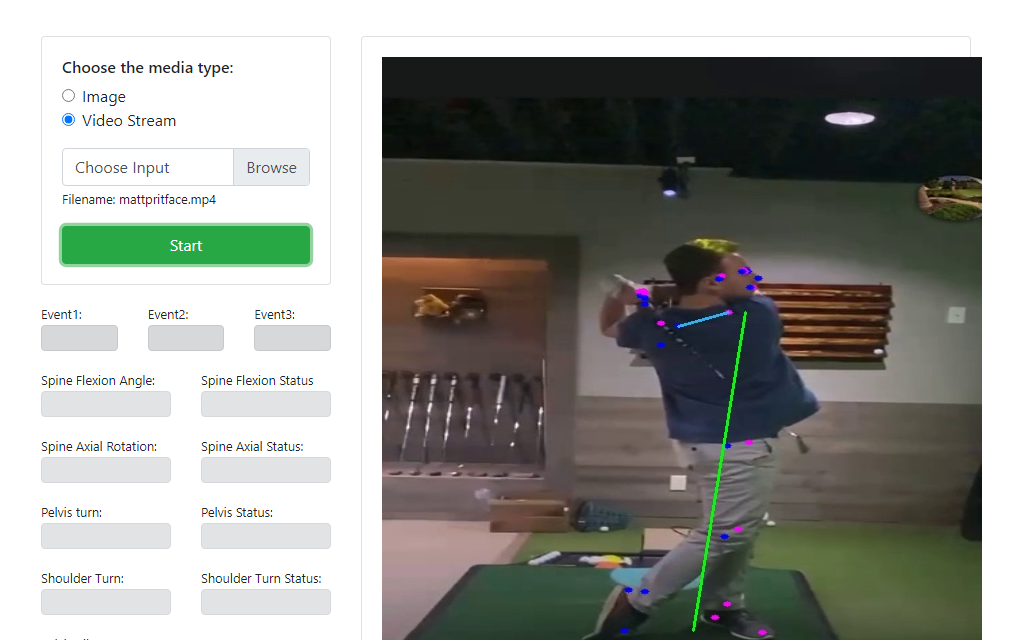 Choose the media type:
Image
Video Stream
Choose Input Browse
Filename: mattpritface.mp4
Start
Event1: Event2: Event3:
Spine Flexion Angle: Spine Flexion Status
Spine Axial Rotation: Spine Axial Status:
Pelvis turn: Pelvis Status:
Shoulder Turn: Shoulder Turn Status: